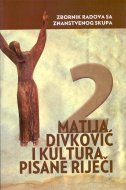 ZBORNIK RADOVA SA
ZNANSTVENOG SKUPA
2
MATIJA
DIVKOVIĆ
I KULTURA
PISANE RIJEČI